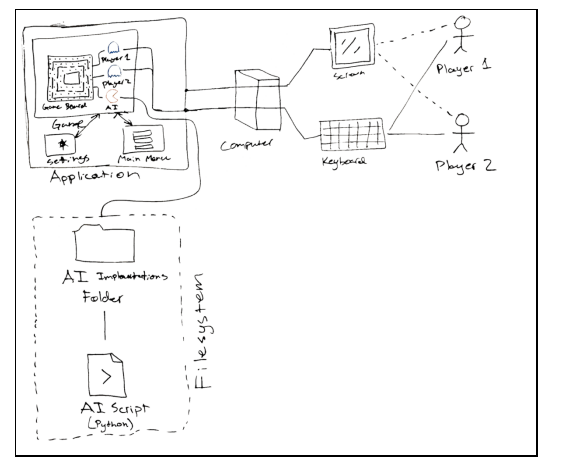 Player 1
Player 2
AI
Game Board
Game
Settings
Main Menu
Application
Computer
Screen
Keyboard
Player 1
Player 2
AI
Folder
AI Script
(Python)
Filesystem